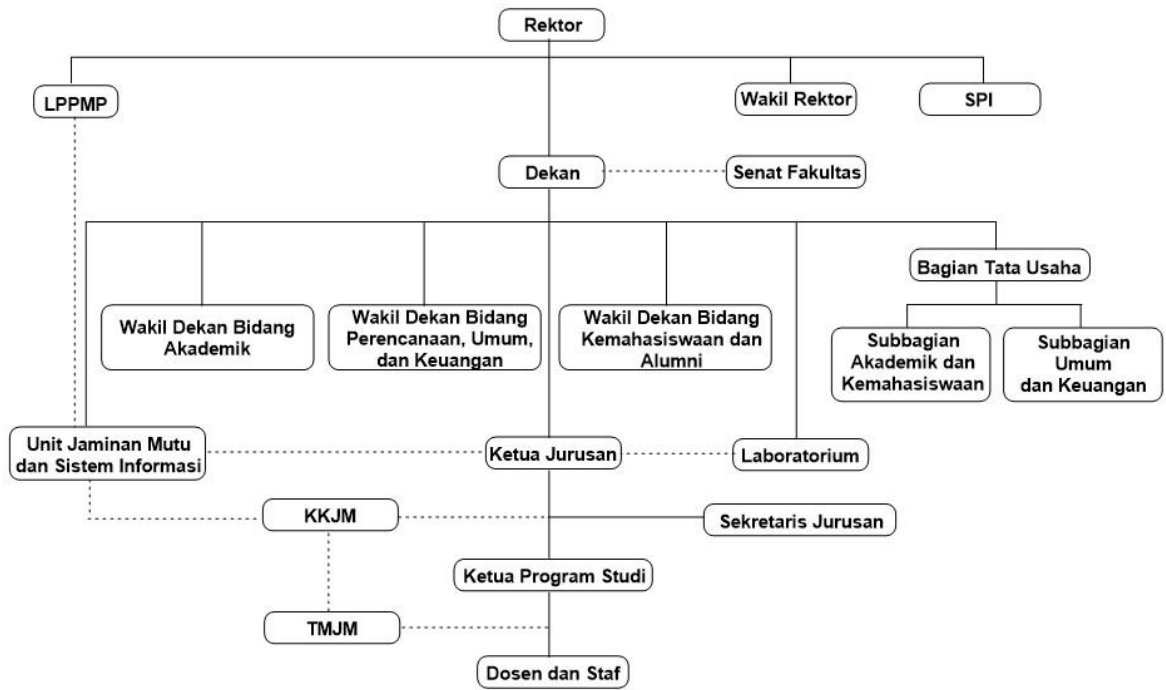 Rektor
LPPMP
Wakil Rektor
SPI
Dekan
Senat Fakultas
Bagian Tata Usaha
Wakil Dekan Bidang
Akademik
Wakil Dekan Bidang
Perencanaan, Umum,
dan Keuangan
Wakil Dekan Bidang
Kemahasiswaan dan
Alumni
Subbagian
Akademik dan
Kemahasiswaan
Subbagian
Umum
dan Keuangan
Unit Jaminan Mutu
dan Sistem Informasi
Ketua Jurusan
Laboratorium
KKJM
Sekretaris Jurusan
Ketua Program Studi
TMJM
Dosen dan Staf